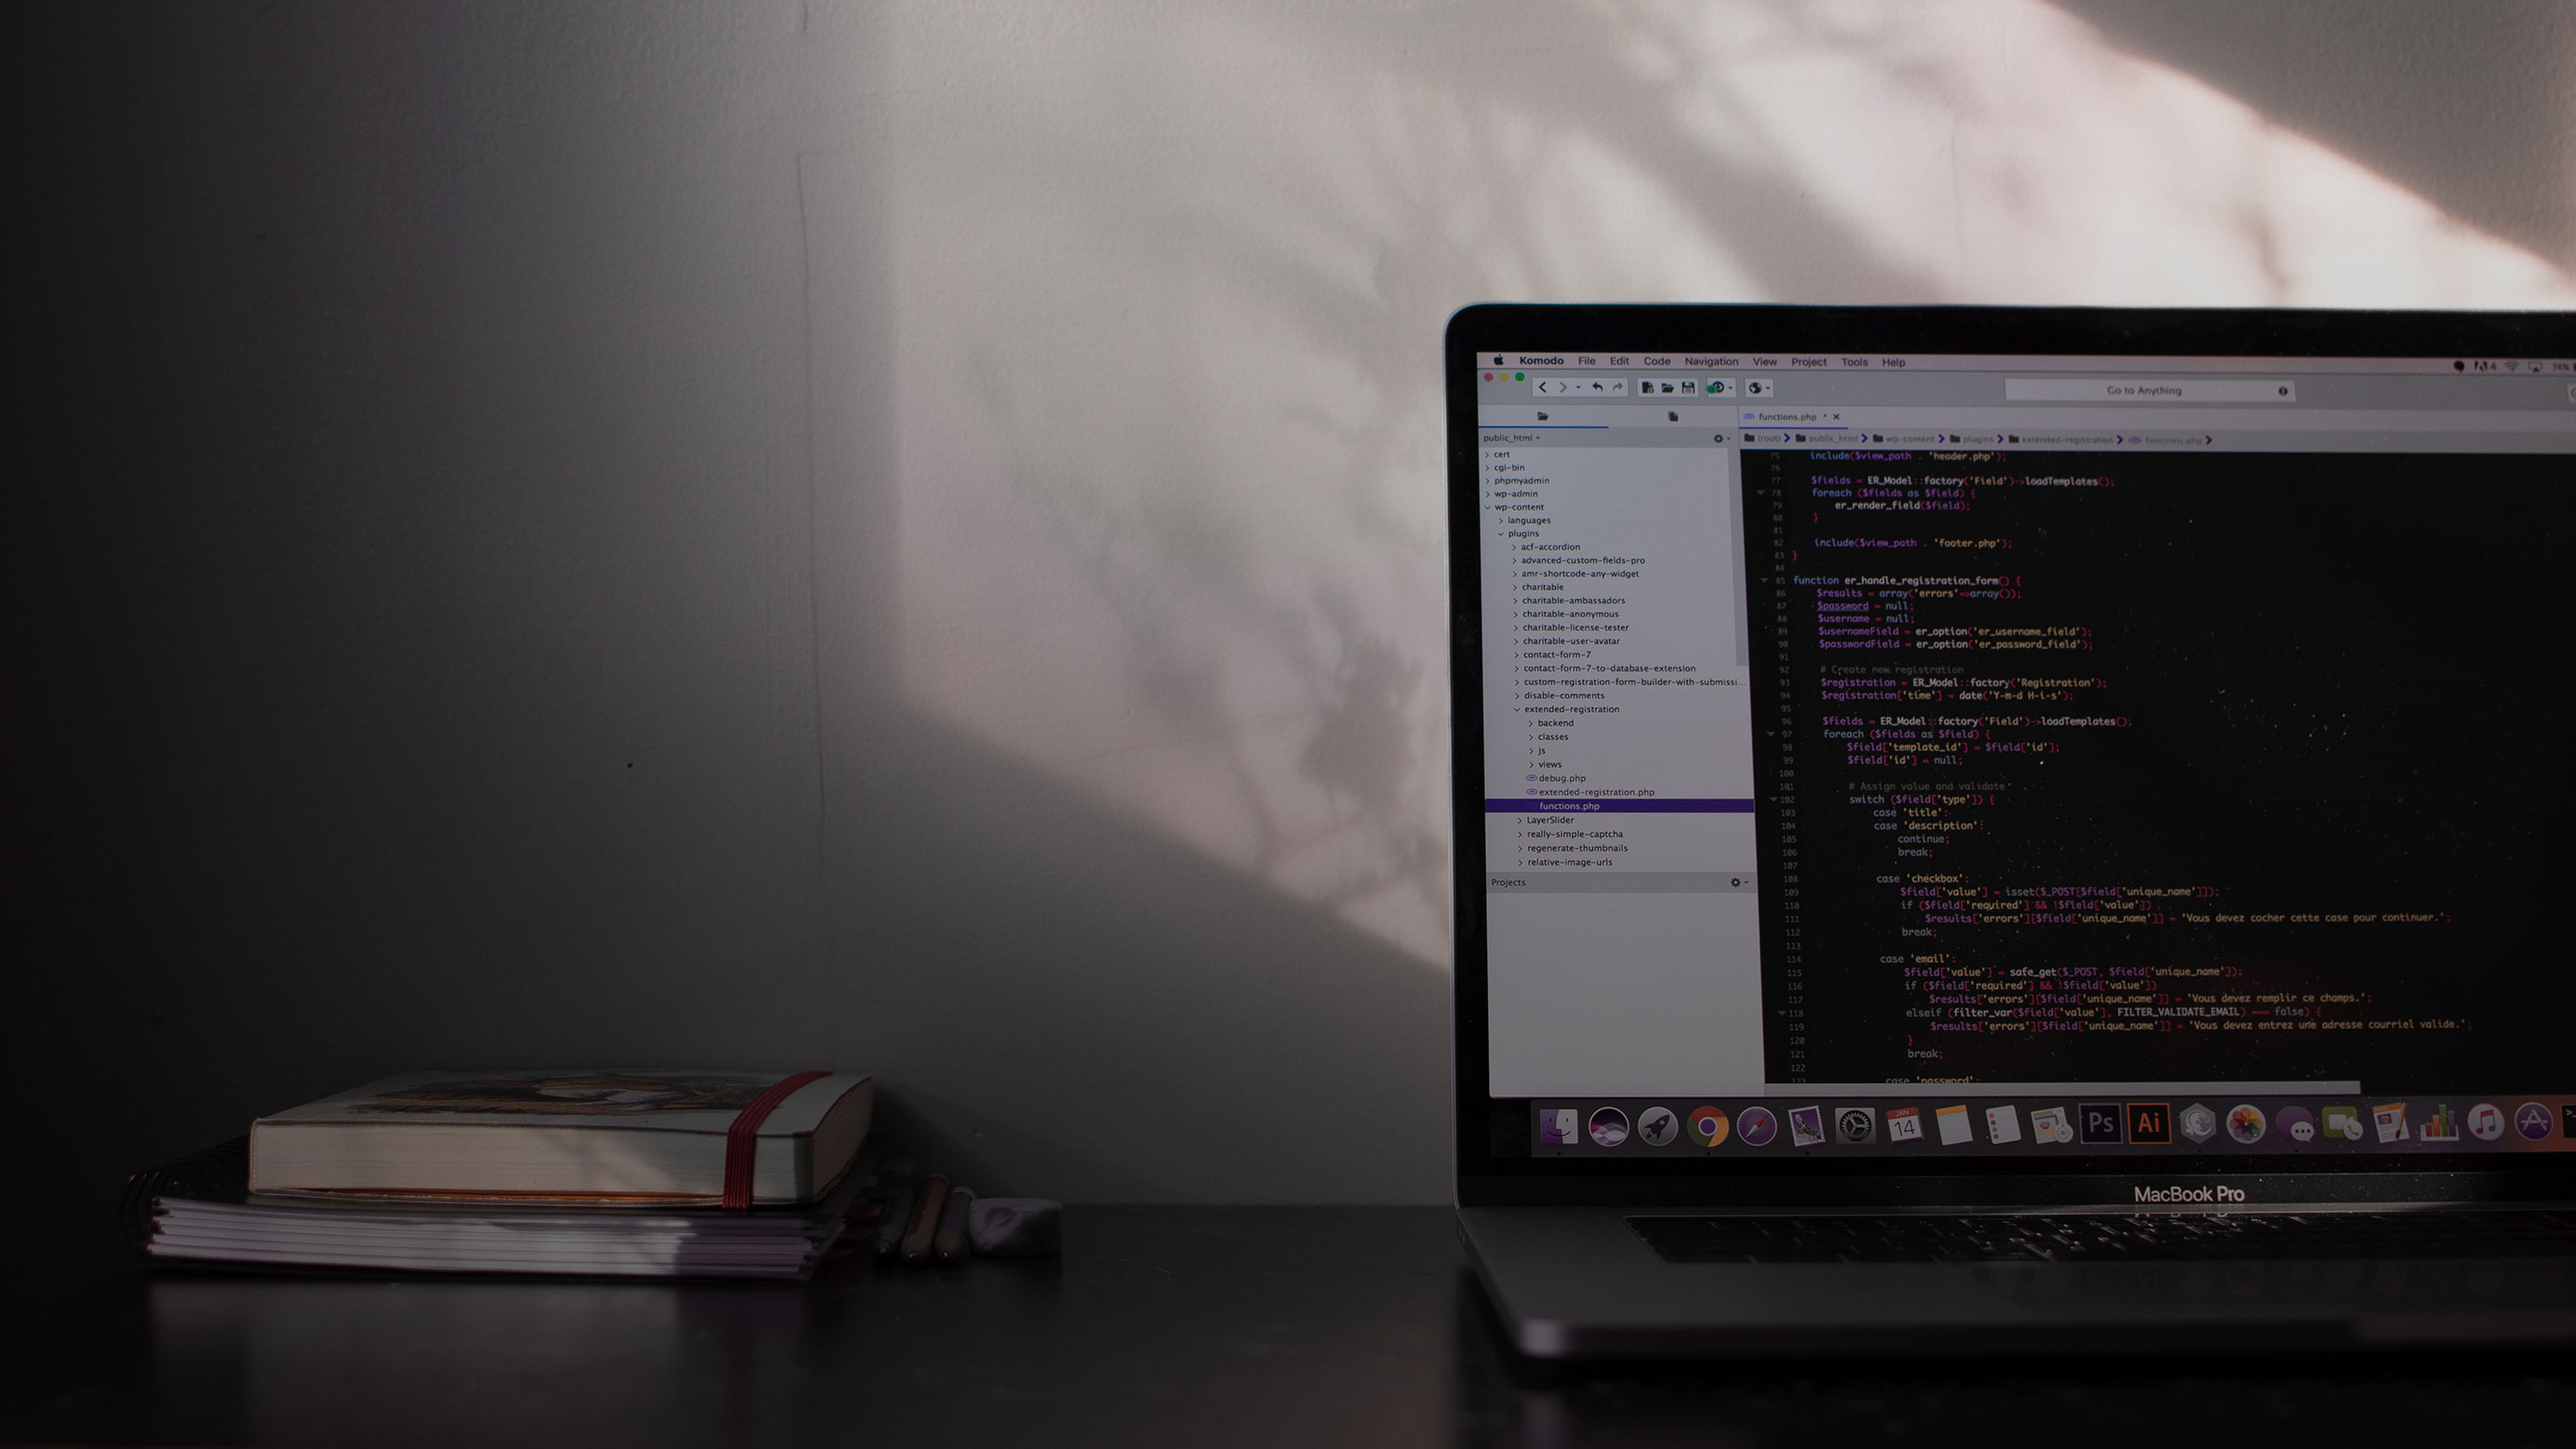 Komodo File Edit Code Navigation View Project Tools Help
Go to Anything
functions.php * ×
public_html
(root) public_html wp-content plugins extended-registration functions.php
cert
cgi-bin
phpmyadmin
wp-admin
wp-content
languages
plugins
acf-accordion
advanced-custom-fields-pro
amr-shortcode-any-widget
charitable
charitable-ambassadors
charitable-anonymous
charitable-license-tester
charitable-user-avatar
contact-form-7
contact-form-7-to-database-extension
custom-registration-form-builder-with-submissi...
disable-comments
extended-registration
backend
classes
js
views
debug.php
extended-registration.php
functions.php
LayerSlider
really-simple-captcha
regenerate-thumbnails
relative-image-urls
Projects
75 include($view_path . 'header.php');
76
77 $fields = ER_Model::factory('Field')->loadTemplates();
78 foreach ($fields as $field) {
79 er_render_field($field);
80 }
81
82 include($view_path . 'footer.php');
83 }
84
85 function er_handle_registration_form() {
86 $results = array('errors'=>array());
87 $password = null;
88 $username = null;
89 $usernameField = er_option('er_username_field');
90 $passwordField = er_option('er_password_field');
91
92 # Create new registration
93 $registration = ER_Model::factory('Registration');
94 $registration['time'] = date('Y-m-d H-i-s');
95
96 $fields = ER_Model::factory('Field')->loadTemplates();
97 foreach ($fields as $field) {
98 $field['template_id'] = $field['id'];
99 $field['id'] = null;
100
101 # Assign value and validate
102 switch ($field['type']) {
103 case 'title':
104 case 'description':
105 continue;
106 break;
107
108 case 'checkbox':
109 $field['value'] = isset($_POST[$field['unique_name']]);
110 if ($field['required'] && !$field['value'])
111 $results['errors'][$field['unique_name']] = 'Vous devez cocher cette case pour continuer.';
112 break;
113
114 case 'email':
115 $field['value'] = safe_get($_POST, $field['unique_name']);
116 if ($field['required'] && !$field['value'])
117 $results['errors'][$field['unique_name']] = 'Vous devez remplir ce champs.';
118 elseif (filter_var($field['value'], FILTER_VALIDATE_EMAIL) === false) {
119 $results['errors'][$field['unique_name']] = 'Vous devez entrez une adresse courriel valide.';
120 }
121 break;
122
123 case 'password':
JAN
14
Ps
Ai
MacBook Pro